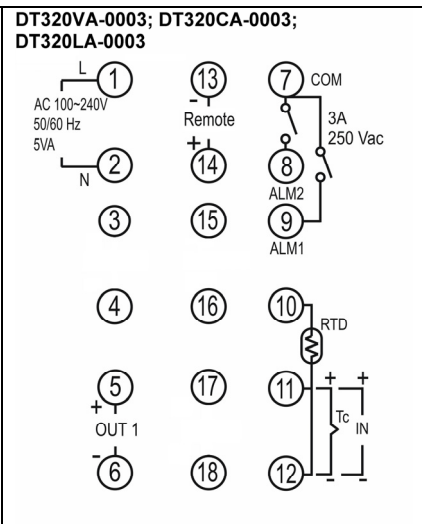 DT320VA-0003; DT320CA-0003;
DT320LA-0003
L
1
AC 100~240V
50/60 Hz
5VA
N
2
3
4
5
+
OUT 1
-
6
13
-
Remote
+
14
15
16
17
18
7
COM
3A
250 Vac
8
ALM2
9
ALM1
10
RTD
11
+ +
Tc
IN
- -
12